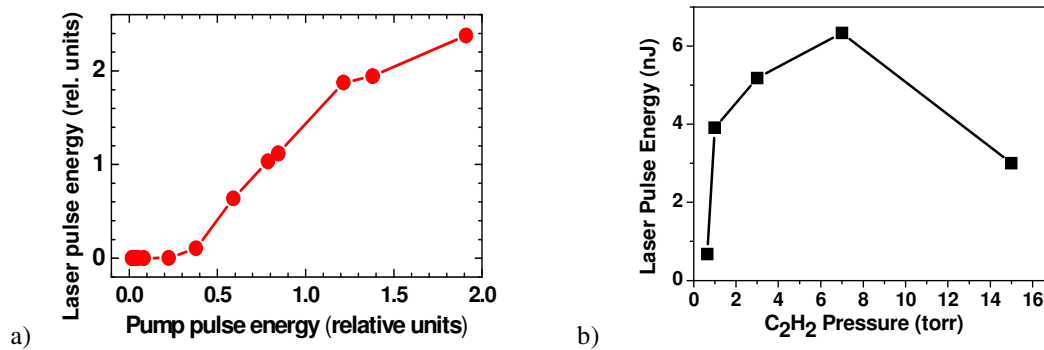 Laser pulse energy (rel. units)
2
1
0
0.0 0.5 1.0 1.5 2.0
Pump pulse energy (relative units)
a)
Laser Pulse Energy (nJ)
6
4
2
0
0 2 4 6 8 10 12 14 16
C₂H₂ Pressure (torr)
b)